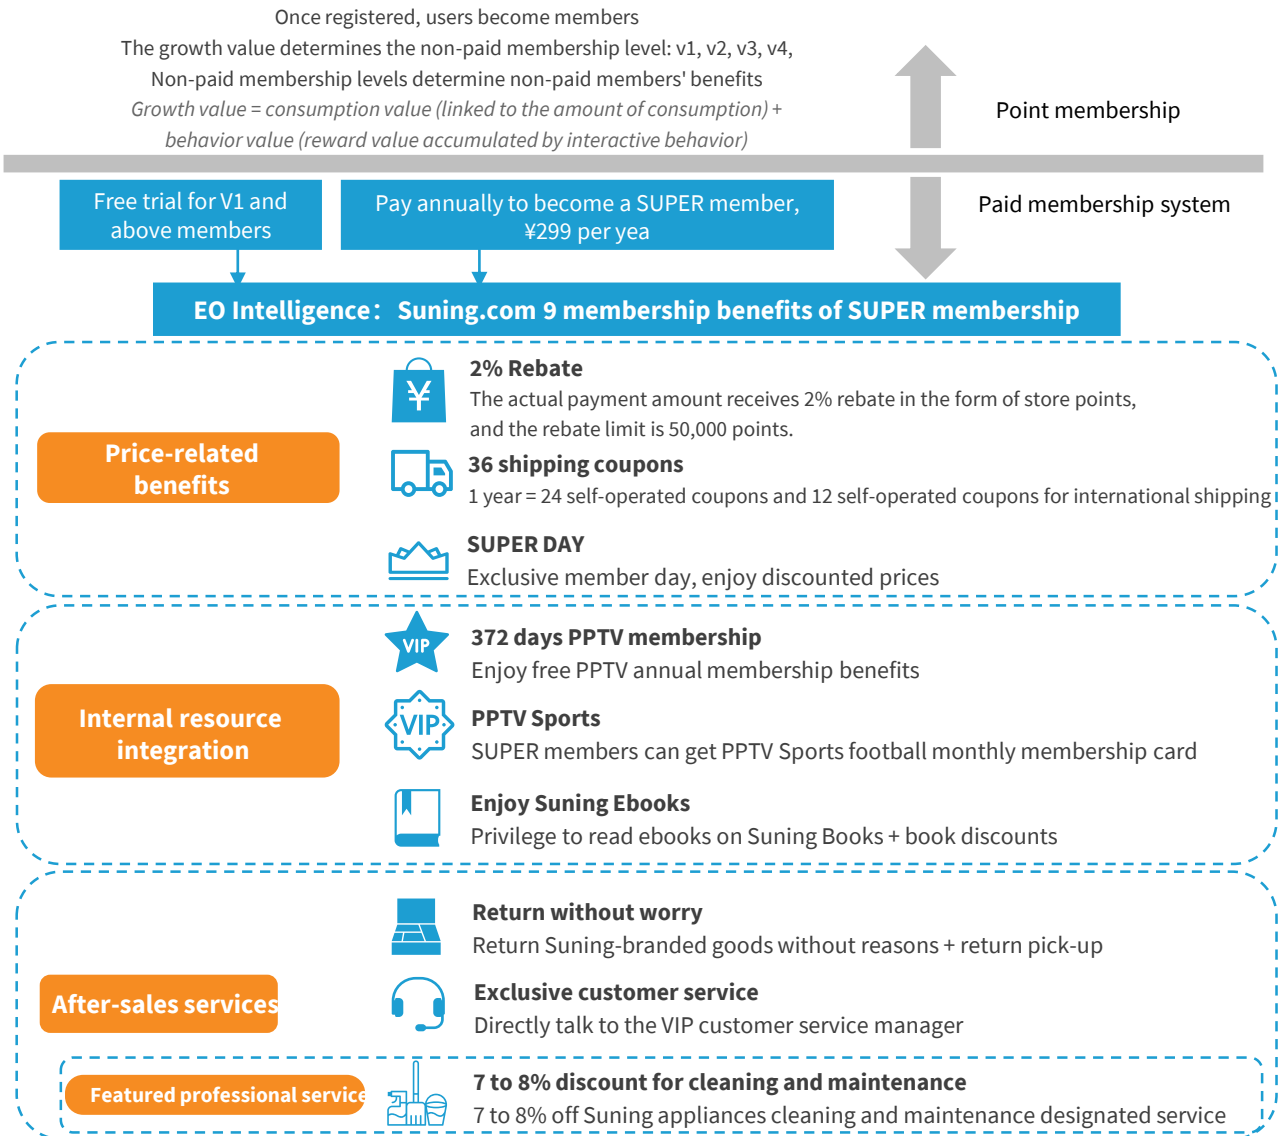 Once registered, users become members
The growth value determines the non-paid membership level: v1, v2, v3, v4,
Non-paid membership levels determine non-paid members' benefits
Growth value = consumption value (linked to the amount of consumption) +
behavior value (reward value accumulated by interactive behavior)
Point membership
Paid membership system
Free trial for V1 and
above members
Pay annually to become a SUPER member,
¥299 per yea
EO Intelligence：Suning.com 9 membership benefits of SUPER membership
Price-related
benefits
¥
2% Rebate
The actual payment amount receives 2% rebate in the form of store points,
and the rebate limit is 50,000 points.
36 shipping coupons
1 year = 24 self-operated coupons and 12 self-operated coupons for international shipping
SUPER DAY
Exclusive member day, enjoy discounted prices
Internal resource
integration
VIP
372 days PPTV membership
Enjoy free PPTV annual membership benefits
VIP
PPTV Sports
SUPER members can get PPTV Sports football monthly membership card
Enjoy Suning Ebooks
Privilege to read ebooks on Suning Books + book discounts
After-sales services
Return without worry
Return Suning-branded goods without reasons + return pick-up
Exclusive customer service
Directly talk to the VIP customer service manager
Featured professional service
7 to 8% discount for cleaning and maintenance
7 to 8% off Suning appliances cleaning and maintenance designated service